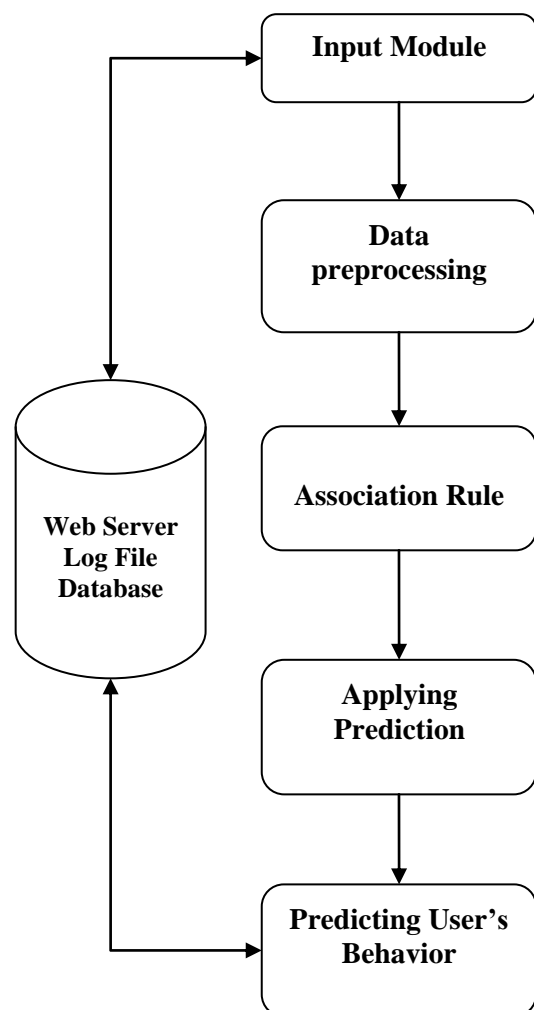 Input Module
Data
preprocessing
Association Rule
Web Server
Log File
Database
Applying
Prediction
Predicting User’s
Behavior